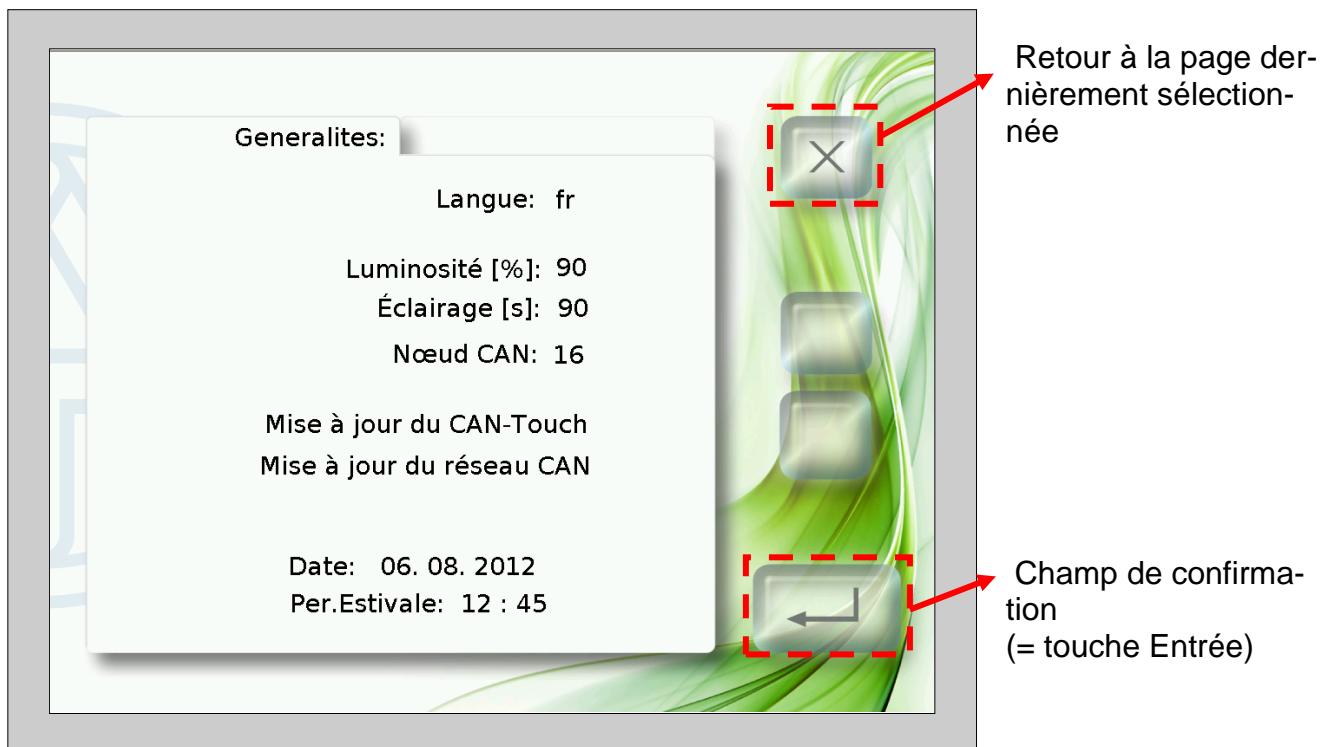 Generalites:
Langue: fr
Luminosité [%]: 90
Éclairage [s]: 90
Nœud CAN: 16
Mise à jour du CAN-Touch
Mise à jour du réseau CAN
Date: 06. 08. 2012
Per.Estivale: 12 : 45
Retour à la page der-
nièrement sélection-
née
Champ de confirma-
tion
(= touche Entrée)